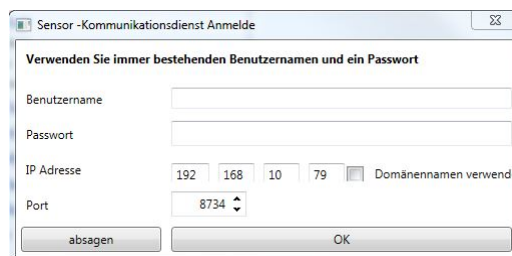 Sensor -Kommunikationsdienst Anmelde
Verwenden Sie immer bestehenden Benutzernamen und ein Passwort
Benutzername
Passwort
IP Adresse 192 168 10 79 Domänennamen verwend
Port 8734
absagen OK